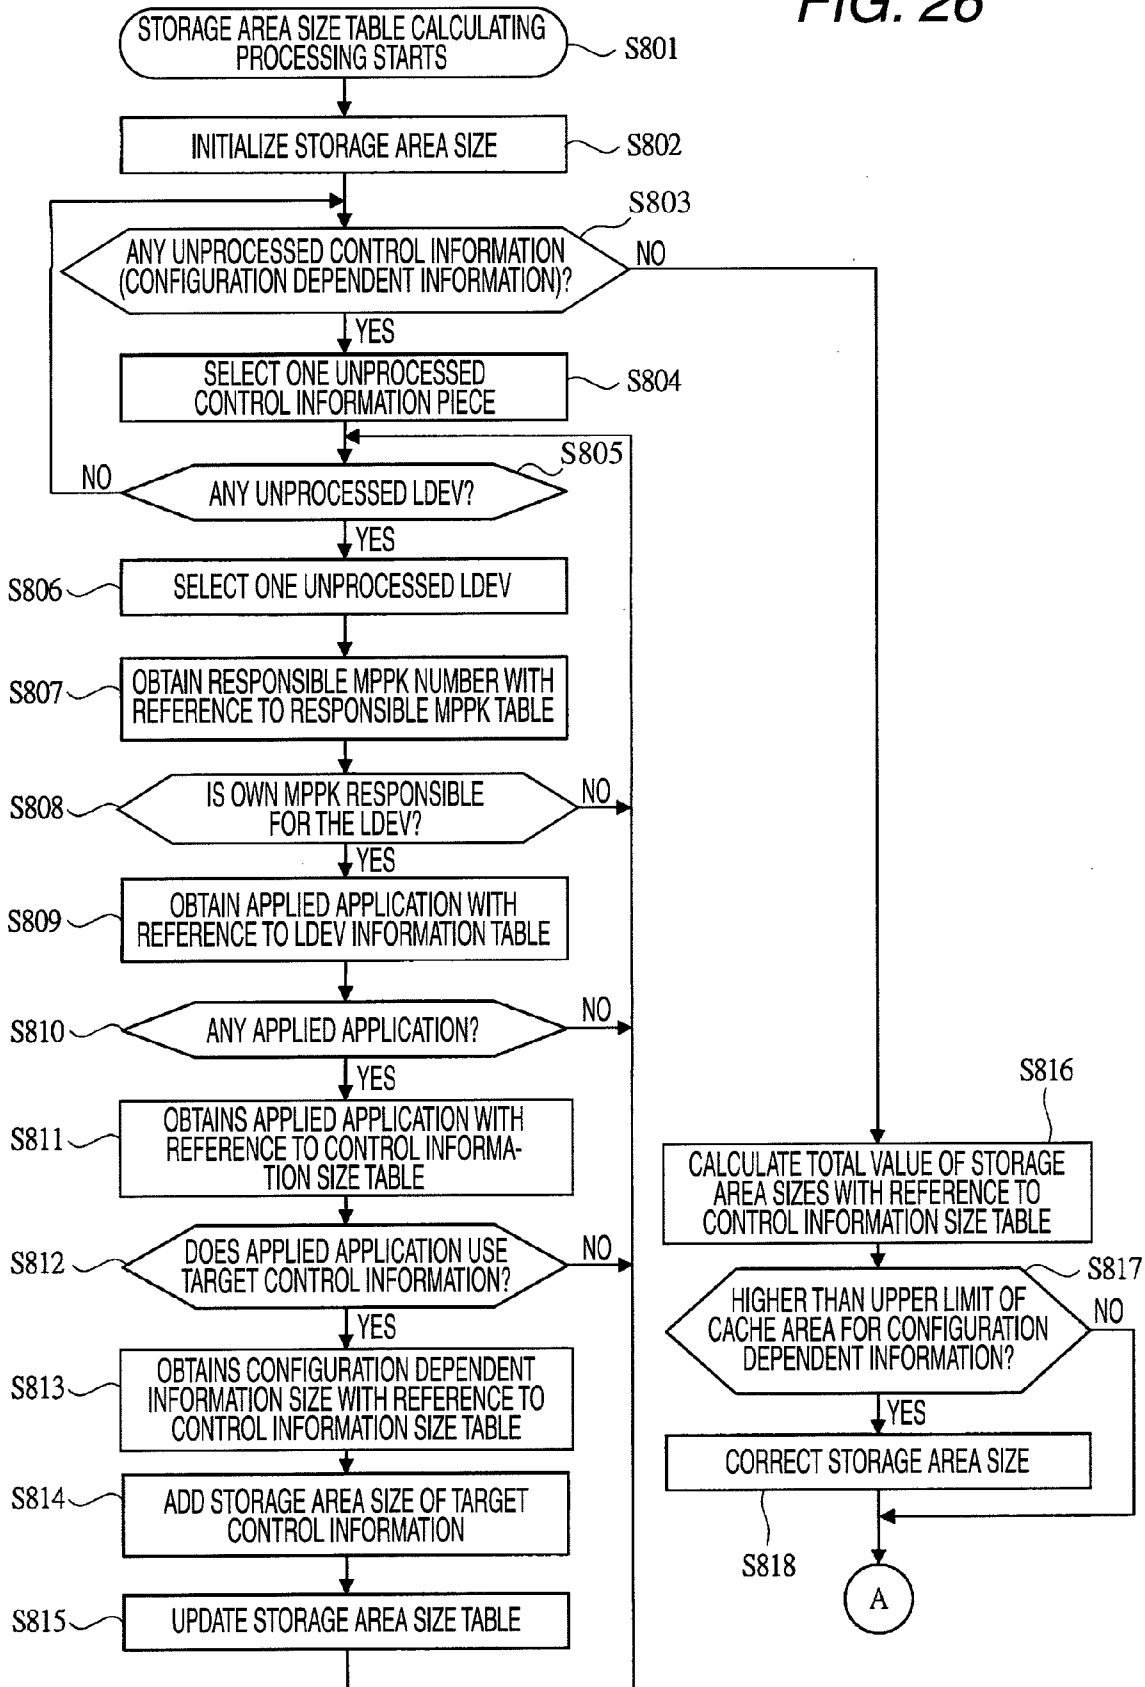 FIG. 26
STORAGE AREA SIZE TABLE CALCULATING
PROCESSING STARTS
S801
INITIALIZE STORAGE AREA SIZE
S802
S803
ANY UNPROCESSED CONTROL INFORMATION
(CONFIGURATION DEPENDENT INFORMATION)?
NO
YES
SELECT ONE UNPROCESSED
CONTROL INFORMATION PIECE
S804
S805
NO
ANY UNPROCESSED LDEV?
YES
S806
SELECT ONE UNPROCESSED LDEV
S807
OBTAIN RESPONSIBLE MPPK NUMBER WITH
REFERENCE TO RESPONSIBLE MPPK TABLE
S808
IS OWN MPPK RESPONSIBLE
FOR THE LDEV?
NO
YES
S809
OBTAIN APPLIED APPLICATION WITH
REFERENCE TO LDEV INFORMATION TABLE
S810
ANY APPLIED APPLICATION?
NO
YES
S811
OBTAINS APPLIED APPLICATION WITH
REFERENCE TO CONTROL INFORMA-
TION SIZE TABLE
S812
DOES APPLIED APPLICATION USE
TARGET CONTROL INFORMATION?
NO
YES
S813
OBTAINS CONFIGURATION DEPENDENT
INFORMATION SIZE WITH REFERENCE TO
CONTROL INFORMATION SIZE TABLE
S814
ADD STORAGE AREA SIZE OF TARGET
CONTROL INFORMATION
S815
UPDATE STORAGE AREA SIZE TABLE
S816
CALCULATE TOTAL VALUE OF STORAGE
AREA SIZES WITH REFERENCE TO
CONTROL INFORMATION SIZE TABLE
S817
HIGHER THAN UPPER LIMIT OF
CACHE AREA FOR CONFIGURATION
DEPENDENT INFORMATION?
NO
YES
CORRECT STORAGE AREA SIZE
S818
A